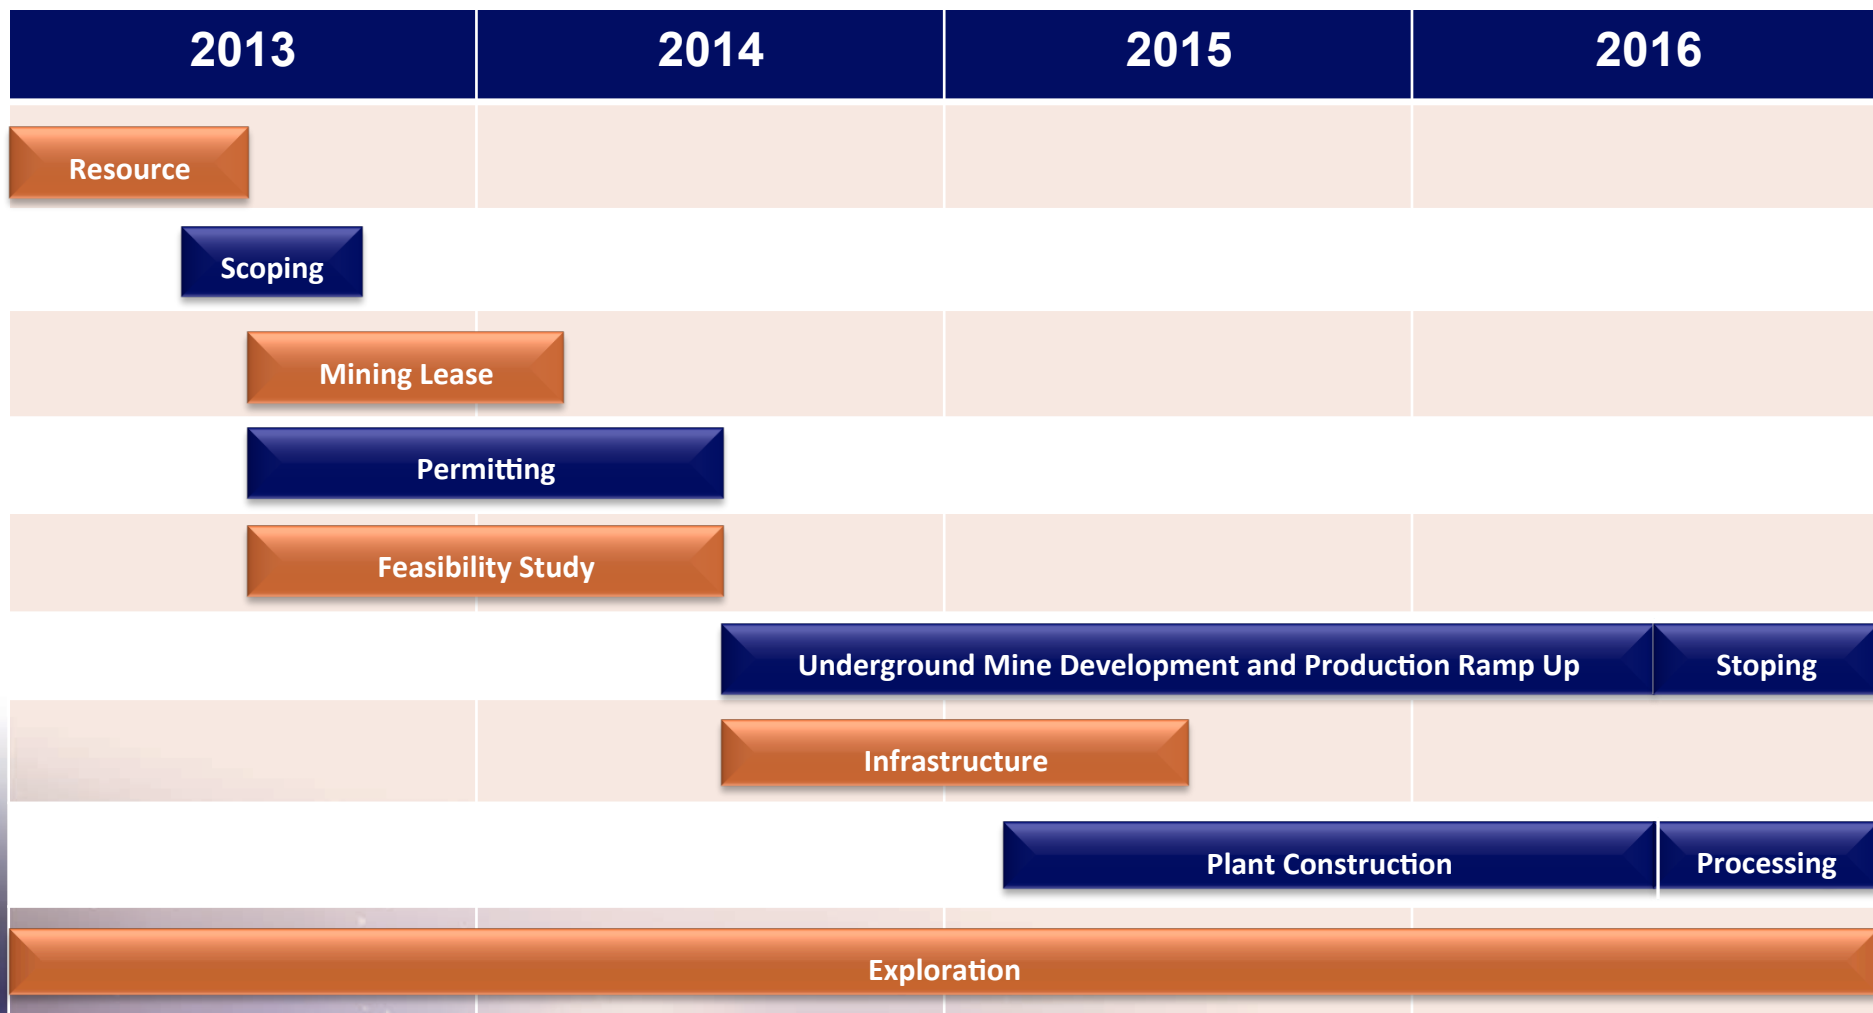 2013 2014 2015 2016
Resource
Scoping
Mining Lease
Permitting
Feasibility Study
Underground Mine Development and Production Ramp Up Stoping
Infrastructure
Plant Construction Processing
Exploration